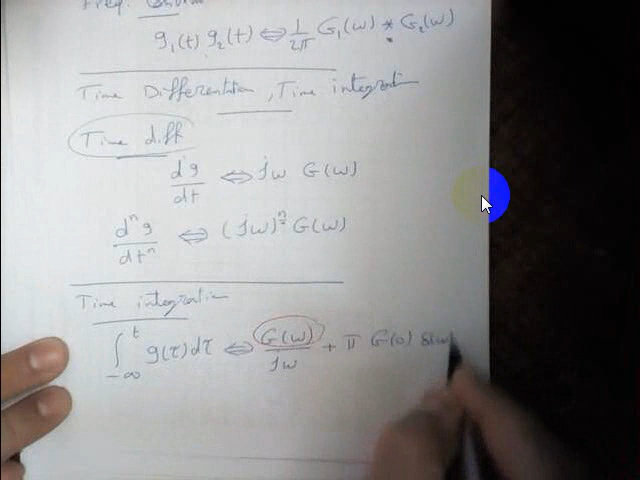 Freq.
g₁(t) g₂(t) ⇔ 1/2π G₁(ω) * G₂(ω)
Time Differentiation , Time integration
Time diff
dg/dt ⇔ jω G(ω)
dⁿg/dtⁿ ⇔ (jω)ⁿ G(ω)
Time integration
∫₋∞ᵗ g(τ)dτ ⇔ G(ω)/jω + π G(0) δ(ω